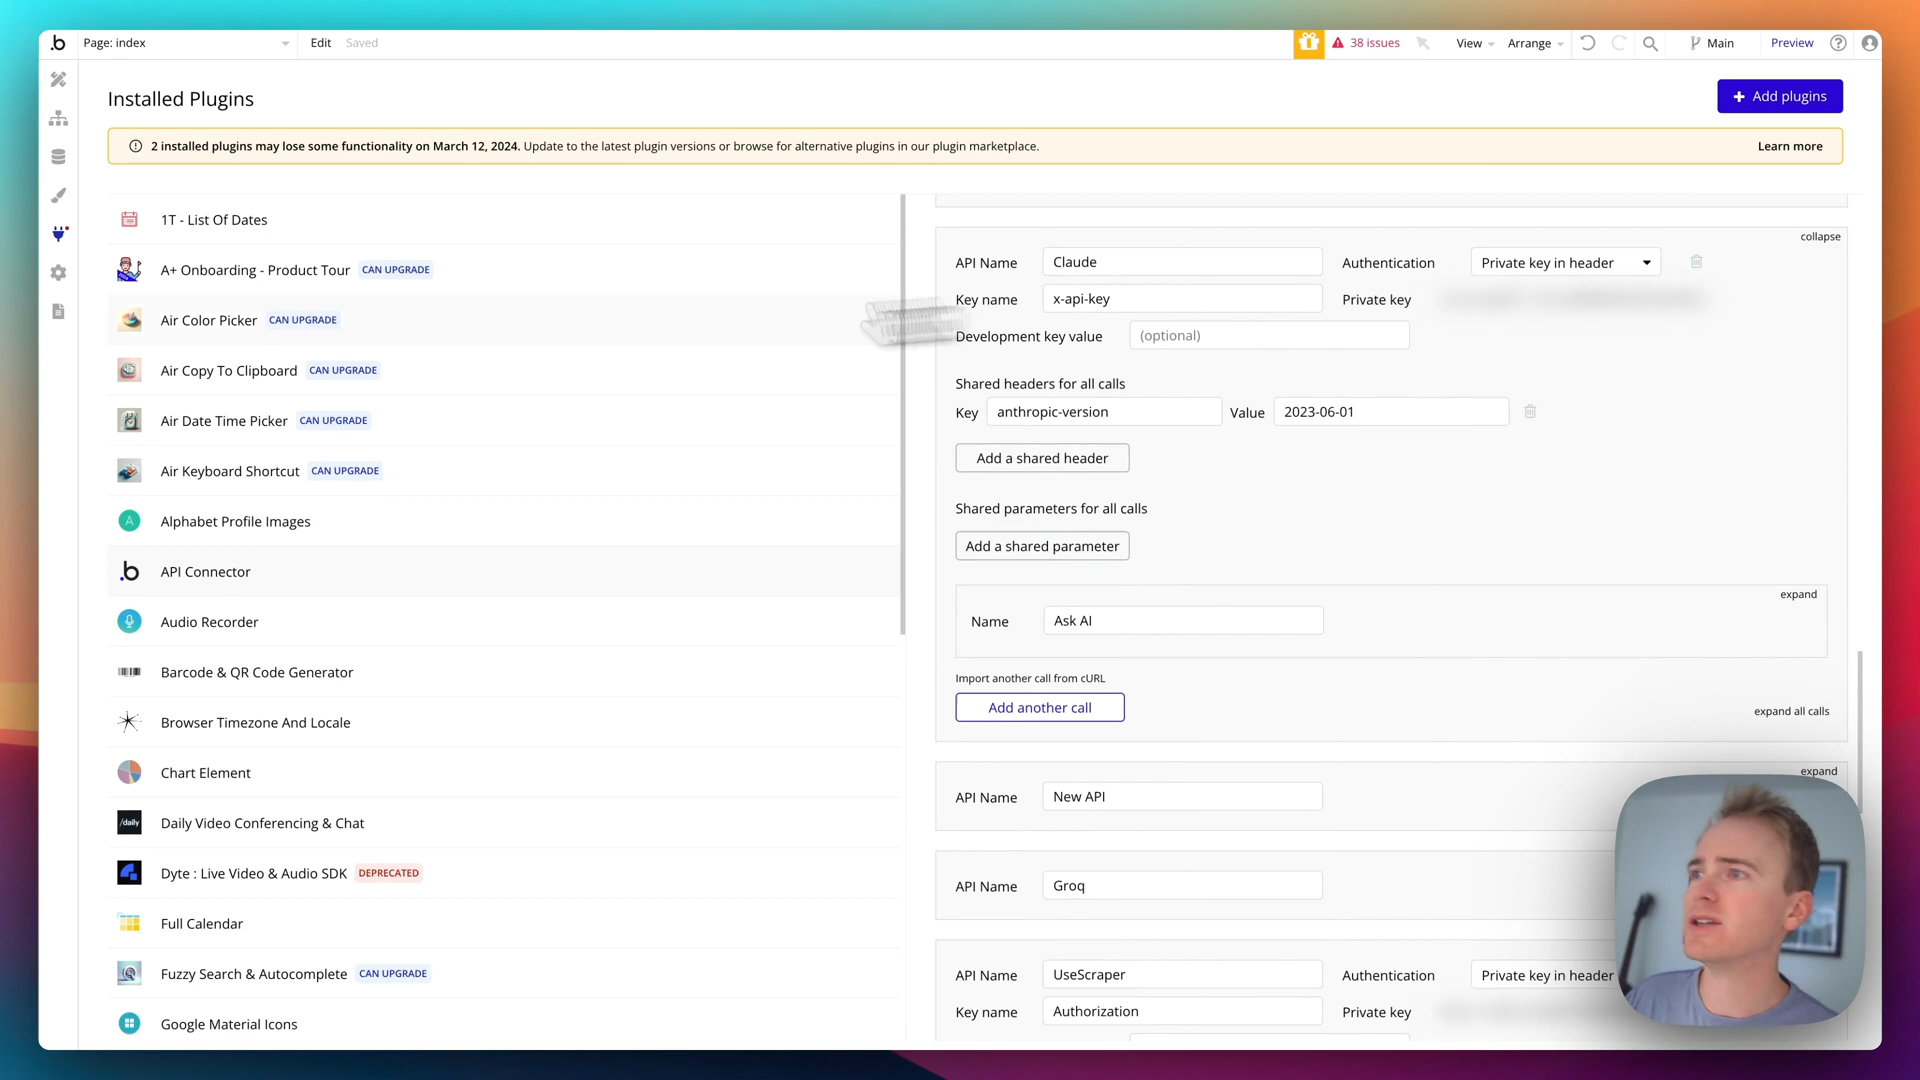 .b Page: index Edit Saved 38 issues View Arrange Main Preview
Installed Plugins
+ Add plugins
2 installed plugins may lose some functionality on March 12, 2024. Update to the latest plugin versions or browse for alternative plugins in our plugin marketplace. Learn more
1T - List Of Dates
A+ Onboarding - Product Tour CAN UPGRADE
Air Color Picker CAN UPGRADE
Air Copy To Clipboard CAN UPGRADE
Air Date Time Picker CAN UPGRADE
Air Keyboard Shortcut CAN UPGRADE
A Alphabet Profile Images
.b API Connector
Audio Recorder
Barcode & QR Code Generator
Browser Timezone And Locale
Chart Element
/daily Daily Video Conferencing & Chat
Dyte : Live Video & Audio SDK DEPRECATED
Full Calendar
Fuzzy Search & Autocomplete CAN UPGRADE
Google Material Icons
collapse
API Name Claude Authentication Private key in header
Key name x-api-key Private key
Development key value (optional)
Shared headers for all calls
Key anthropic-version Value 2023-06-01
Add a shared header
Shared parameters for all calls
Add a shared parameter
expand
Name Ask AI
Import another call from cURL
Add another call
expand all calls
expand
API Name New API
API Name Groq
API Name UseScraper Authentication Private key in header
Key name Authorization Private key